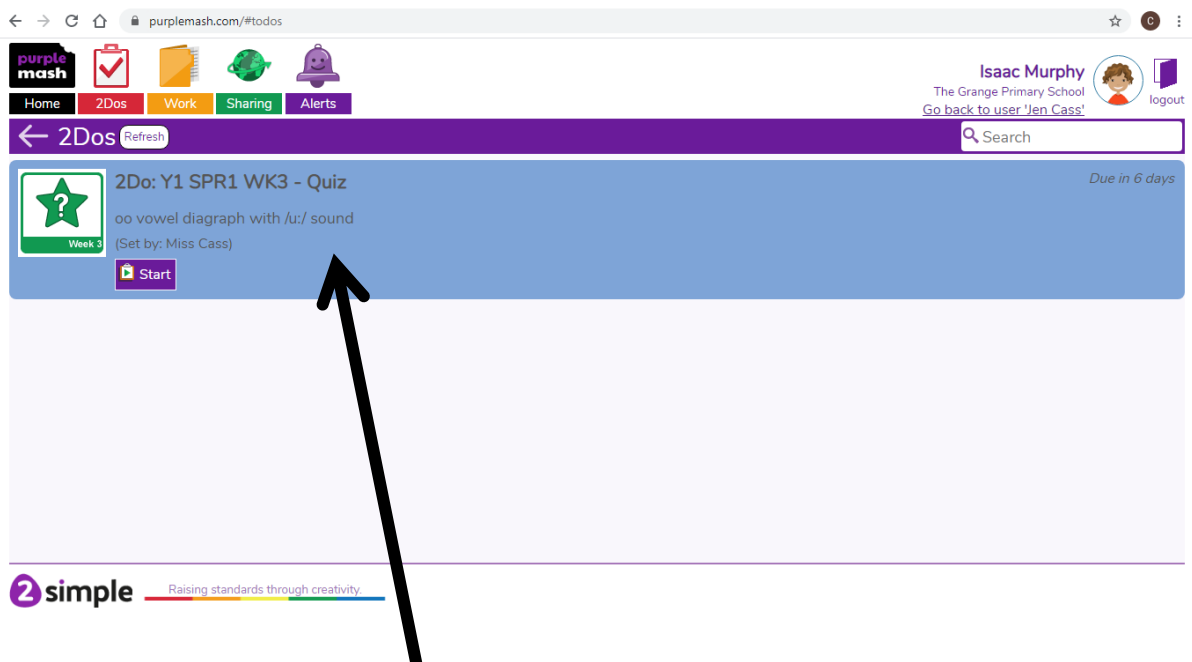 purplemash.com/#todos
C
purple
mash
Home 2Dos Work Sharing Alerts
Isaac Murphy
The Grange Primary School
Go back to user 'Jen Cass'
logout
2Dos Refresh
Search
2Do: Y1 SPR1 WK3 - Quiz
Due in 6 days
oo vowel diagraph with /u:/ sound
?
Week 3
(Set by: Miss Cass)
Start
2simple Raising standards through creativity.